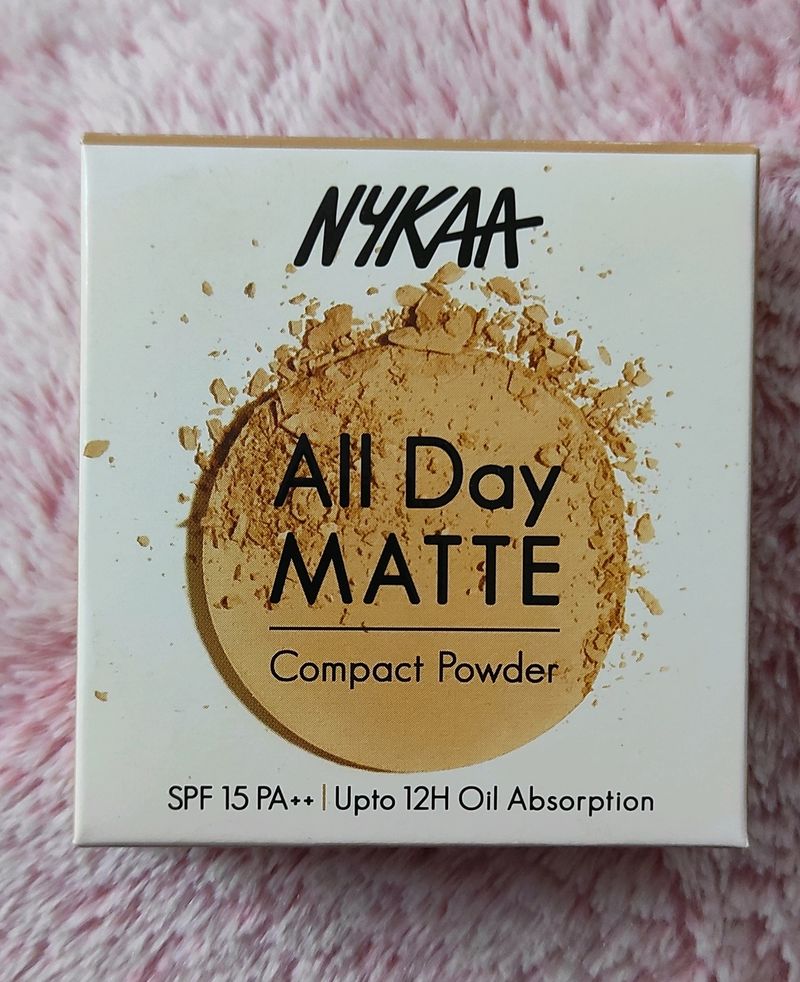 NYKAA
All Day
MATTE
Compact Powder
SPF 15 PA++ | Upto 12H Oil Absorption